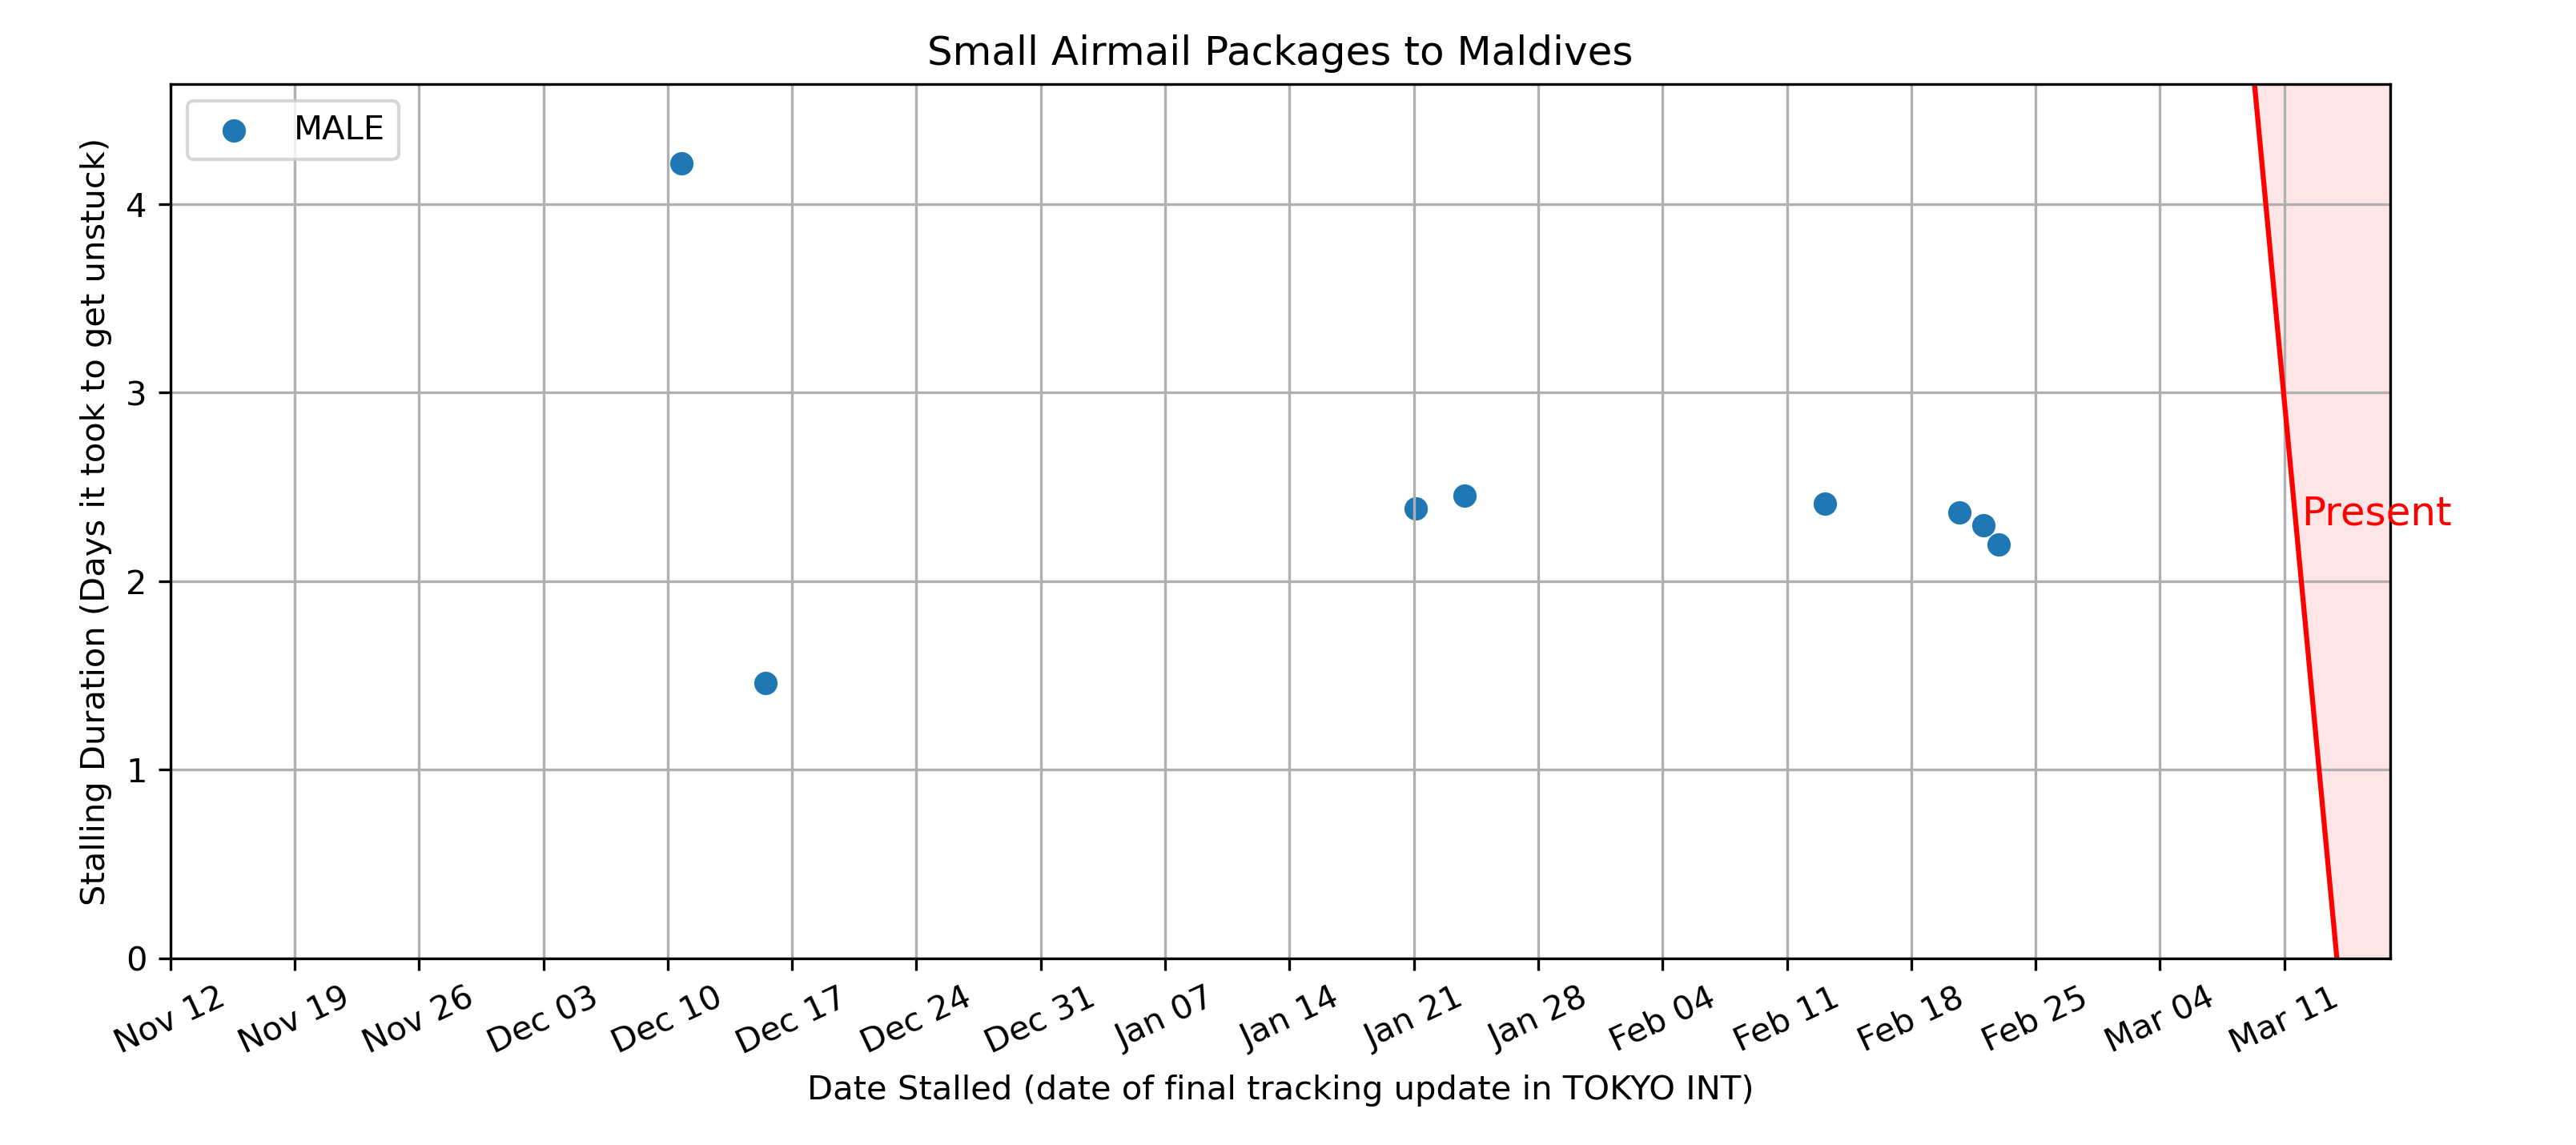 Small Airmail Packages to Maldives
MALE
Stalling Duration (Days it took to get unstuck)
4
3
2
1
0
Present
Nov 12
Nov 19
Nov 26
Dec 03
Dec 10
Dec 17
Dec 24
Dec 31
Jan 07
Jan 14
Jan 21
Jan 28
Feb 04
Feb 11
Feb 18
Feb 25
Mar 04
Mar 11
Date Stalled (date of final tracking update in TOKYO INT)